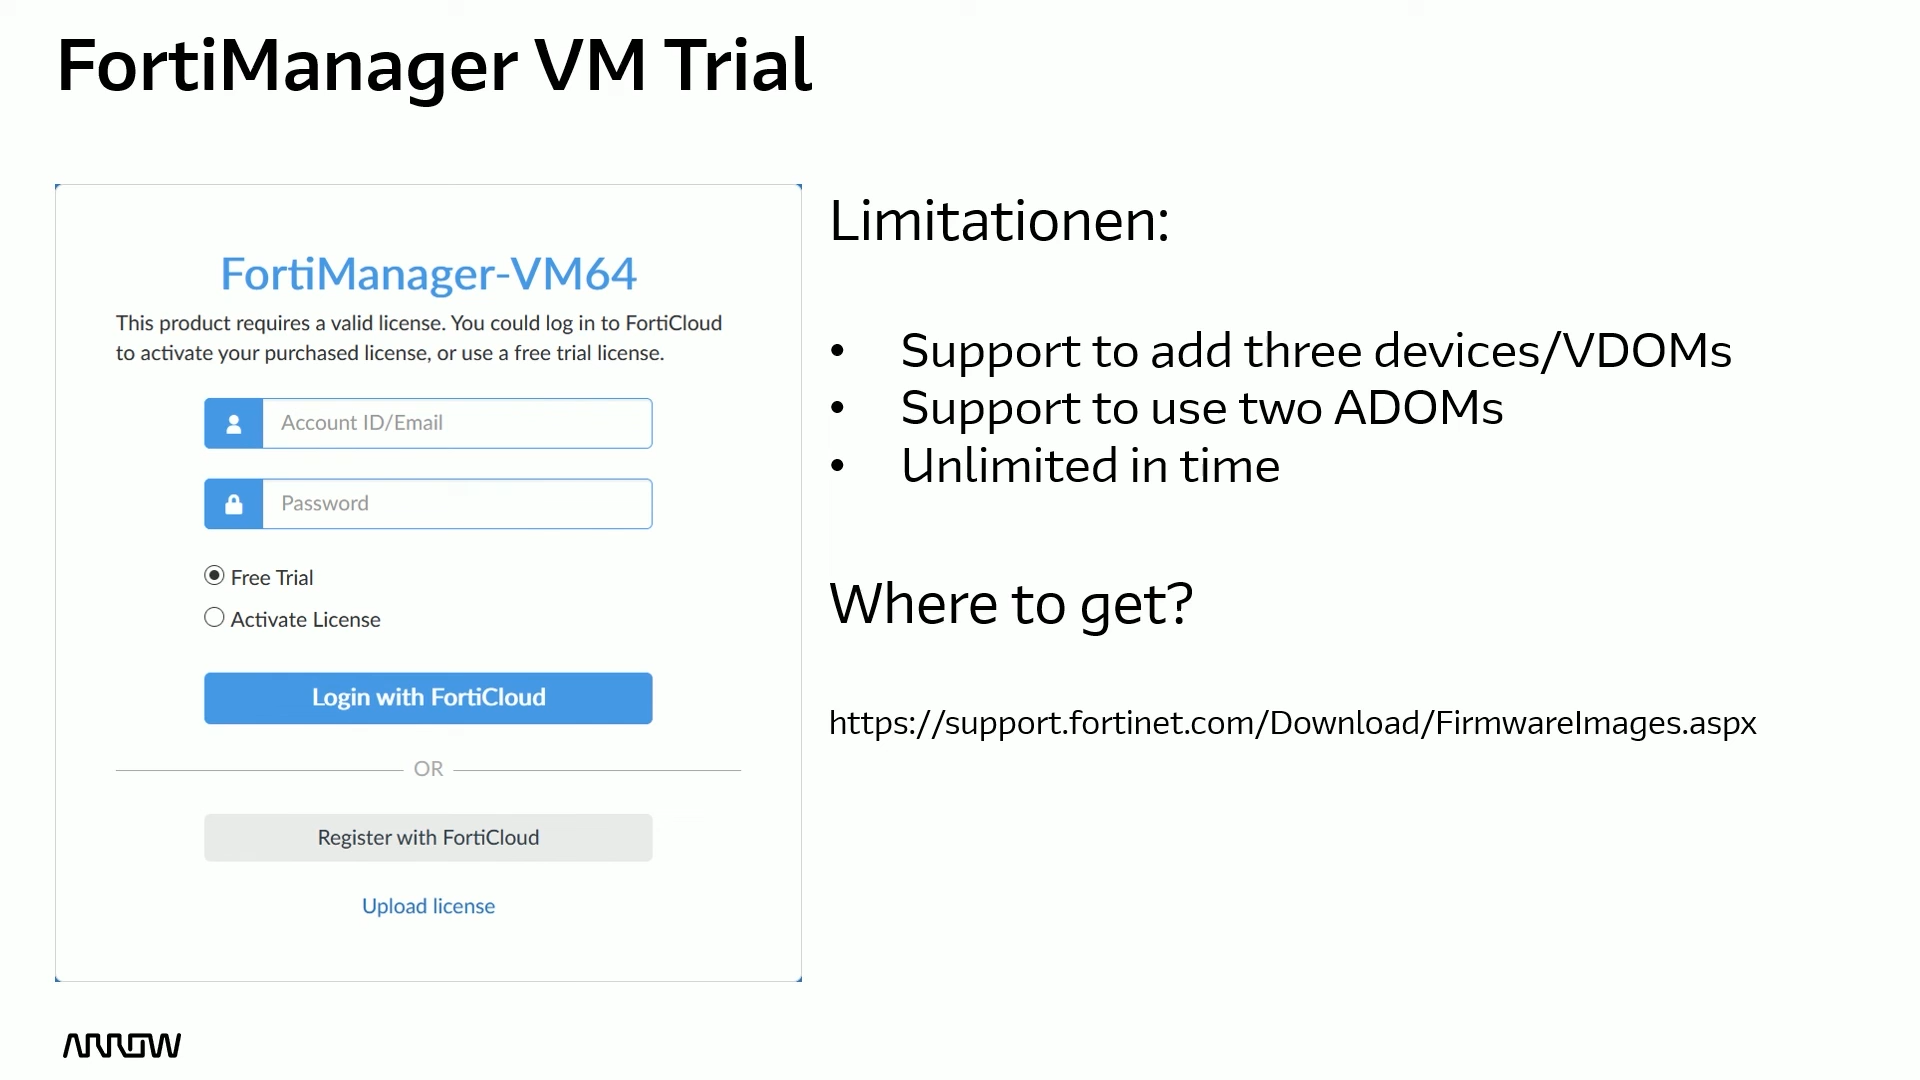 FortiManager VM Trial
FortiManager-VM64
This product requires a valid license. You could log in to FortiCloud
to activate your purchased license, or use a free trial license.
Account ID/Email
Password
Free Trial
Activate License
Login with FortiCloud
OR
Register with FortiCloud
Upload license
Limitationen:
• Support to add three devices/VDOMs
• Support to use two ADOMs
• Unlimited in time
Where to get?
https://support.fortinet.com/Download/FirmwareImages.aspx
ARROW